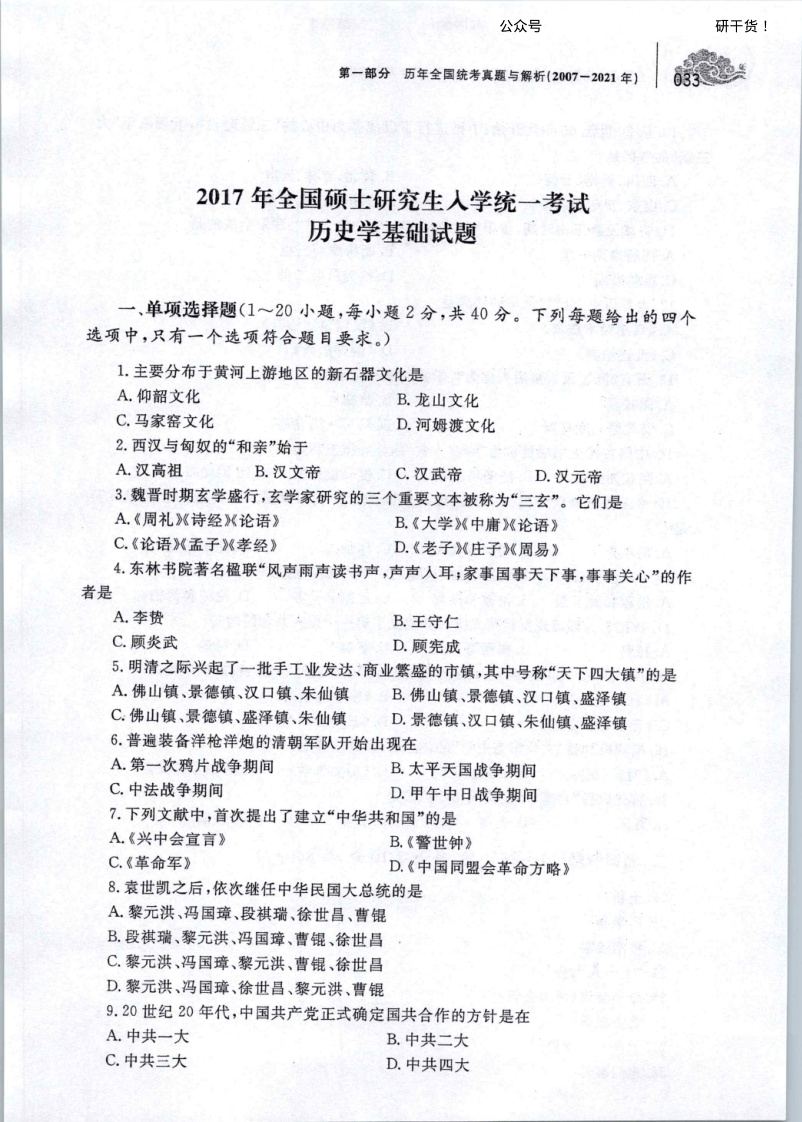 公众号 研干货！
第一部分 历年全国统考真题与解析(2007—2021年) 033
2017年全国硕士研究生入学统一考试
历史学基础试题
一、单项选择题(1～20小题,每小题2分,共40分。下列每题给出的四个
选项中,只有一个选项符合题目要求。)
1.主要分布于黄河上游地区的新石器文化是
A.仰韶文化 B.龙山文化
C.马家窑文化 D.河姆渡文化
2.西汉与匈奴的“和亲”始于
A.汉高祖 B.汉文帝 C.汉武帝 D.汉元帝
3.魏晋时期玄学盛行,玄学家研究的三个重要文本被称为“三玄”。它们是
A.《周礼》《诗经》《论语》 B.《大学》《中庸》《论语》
C.《论语》《孟子》《孝经》 D.《老子》《庄子》《周易》
4.东林书院著名楹联“风声雨声读书声,声声人耳;家事国事天下事,事事关心”的作
者是
A.李贽 B.王守仁
C.顾炎武 D.顾宪成
5.明清之际兴起了一批手工业发达、商业繁盛的市镇,其中号称“天下四大镇”的是
A.佛山镇、景德镇、汉口镇、朱仙镇 B.佛山镇、景德镇、汉口镇、盛泽镇
C.佛山镇、景德镇、盛泽镇、朱仙镇 D.景德镇、汉口镇、朱仙镇、盛泽镇
6.普遍装备洋枪洋炮的清朝军队开始出现在
A.第一次鸦片战争期间 B.太平天国战争期间
C.中法战争期间 D.甲午中日战争期间
7.下列文献中,首次提出了建立“中华共和国”的是
A.《兴中会宣言》 B.《警世钟》
C.《革命军》 D.《中国同盟会革命方略》
8.袁世凯之后,依次继任中华民国大总统的是
A.黎元洪、冯国璋、段祺瑞、徐世昌、曹锟
B.段祺瑞、黎元洪、冯国璋、曹锟、徐世昌
C.黎元洪、冯国璋、黎元洪、曹锟、徐世昌
D.黎元洪、冯国璋、徐世昌、黎元洪、曹锟
9.20世纪20年代,中国共产党正式确定国共合作的方针是在
A.中共一大 B.中共二大
C.中共三大 D.中共四大